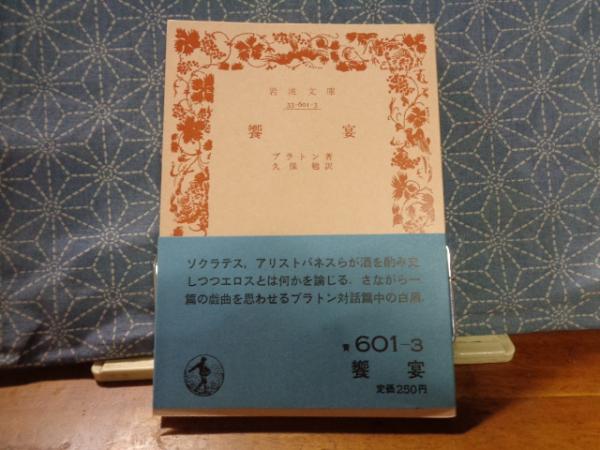 岩波文庫
33-601-3
饗宴
プラトン著
久保勉訳
ソクラテス，アリストパネスらが酒を酌み交
しつつエロスとは何かを論じる．さながら一
篇の戯曲を思わせるプラトン対話篇中の白眉．
青601-3
饗宴
定価250円